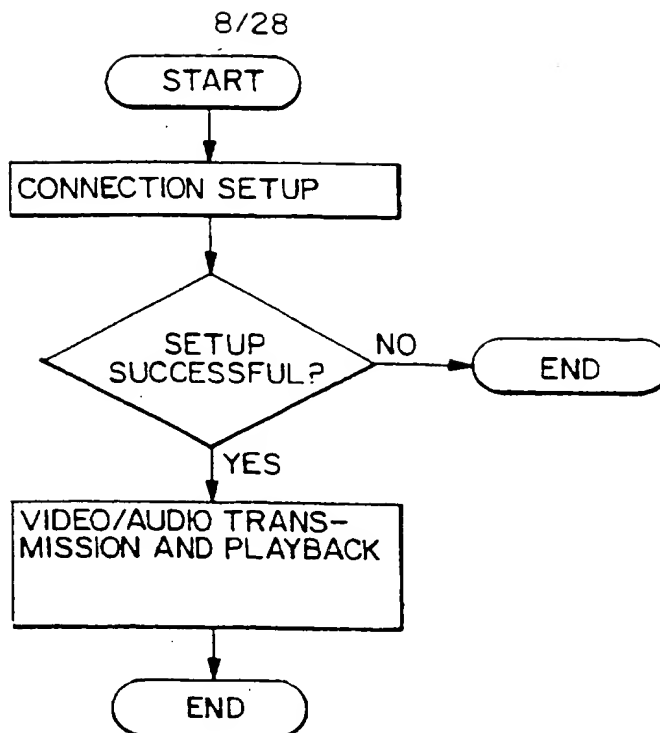 8/28
START
CONNECTION SETUP
SETUP
SUCCESSFUL?
NO
END
YES
VIDEO/AUDIO TRANS-
MISSION AND PLAYBACK
END